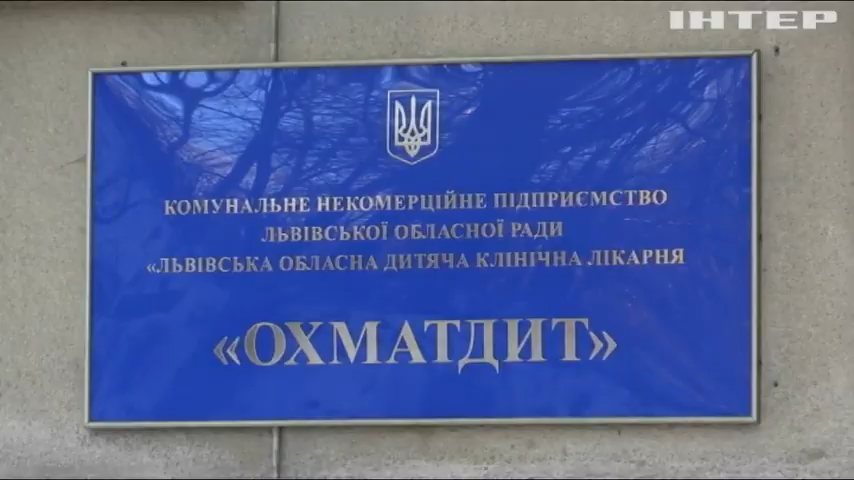 ІНТЕР
КОМУНАЛЬНЕ НЕКОМЕРЦІЙНЕ ПІДПРИЄМСТВО
ЛЬВІВСЬКОЇ ОБЛАСНОЇ РАДИ
«ЛЬВІВСЬКА ОБЛАСНА ДИТЯЧА КЛІНІЧНА ЛІКАРНЯ
«ОХМАТДИТ»